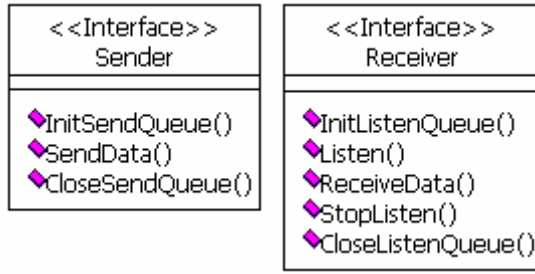 <<Interface>>
Sender
InitSendQueue()
SendData()
CloseSendQueue()
<<Interface>>
Receiver
InitListenQueue()
Listen()
ReceiveData()
StopListen()
CloseListenQueue()